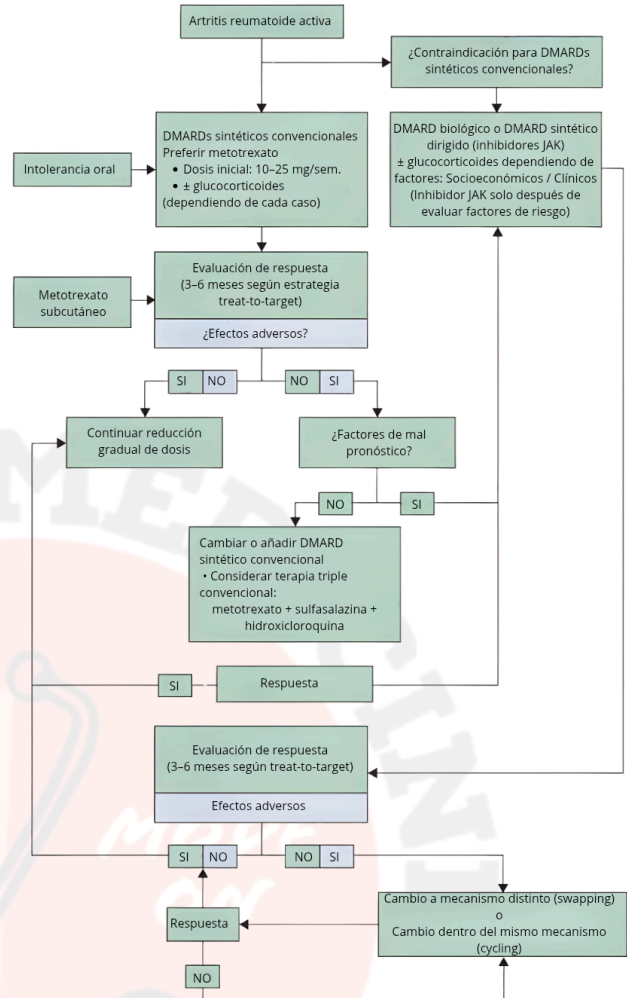 Artritis reumatoide activa
¿Contraindicación para DMARDs
sintéticos convencionales?
DMARDs sintéticos convencionales
Preferir metotrexato
• Dosis inicial: 10–25 mg/sem.
• ± glucocorticoides
(dependiendo de cada caso)
DMARD biológico o DMARD sintético
dirigido (inhibidores JAK)
± glucocorticoides dependiendo de
factores: Socioeconómicos / Clínicos
(Inhibidor JAK solo después de
evaluar factores de riesgo)
Intolerancia oral
Evaluación de respuesta
(3–6 meses según estrategia
treat-to-target)
Metotrexato
subcutáneo
¿Efectos adversos?
SI NO
NO SI
Continuar reducción
gradual de dosis
¿Factores de mal
pronóstico?
NO
SI
Cambiar o añadir DMARD
sintético convencional
• Considerar terapia triple
convencional:
metotrexato + sulfasalazina +
hidroxicloroquina
SI
Respuesta
Evaluación de respuesta
(3–6 meses según treat-to-target)
Efectos adversos
SI NO
NO SI
Cambio a mecanismo distinto (swapping)
o
Cambio dentro del mismo mecanismo
(cycling)
Respuesta
NO
MEDICINA
MODE
ON